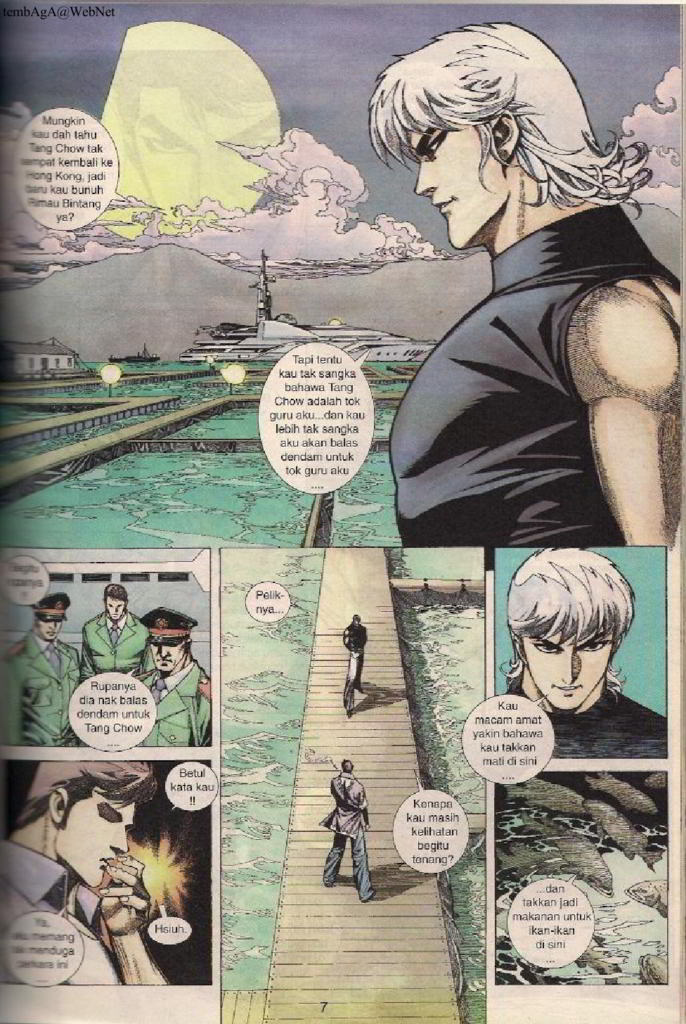 tembAgA@WebNet
Mungkin
kau dah tahu
Tang Chow tak
sempat kembali ke
Hong Kong, jadi
baru kau bunuh
Rimau Bintang
ya?
Tapi tentu
kau tak sangka
bahawa Tang
Chow adalah tok
guru aku...dan kau
lebih tak sangka
aku akan balas
dendam untuk
tok guru aku
....
begitu
!!
Rupanya
dia nak balas
dendam untuk
Tang Chow
....
Betul
kata kau
!!
Hsiuh.
Ya,
aku memang
tak menduga
perkara ini
...
Pelik-
nya...
Kenapa
kau masih
kelihatan
begitu
tenang?
Kau
macam amat
yakin bahawa
kau takkan
mati di sini
....
...dan
takkan jadi
makanan untuk
ikan-ikan
di sini
...
7